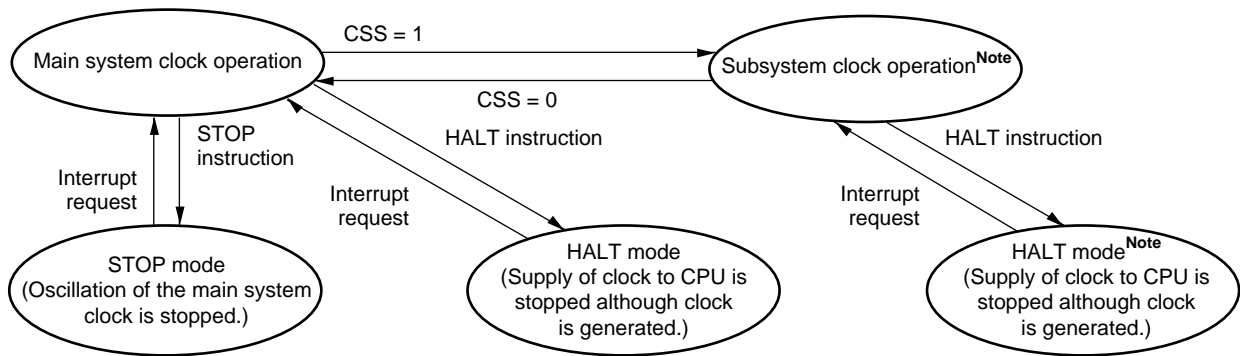 CSS = 1
Main system clock operation
Subsystem clock operationNote
CSS = 0
STOP
instruction
HALT instruction
HALT instruction
Interrupt
request
Interrupt
request
Interrupt
request
STOP mode
(Oscillation of the main system
clock is stopped.)
HALT mode
(Supply of clock to CPU is
stopped although clock
is generated.)
HALT modeNote
(Supply of clock to CPU is
stopped although clock
is generated.)